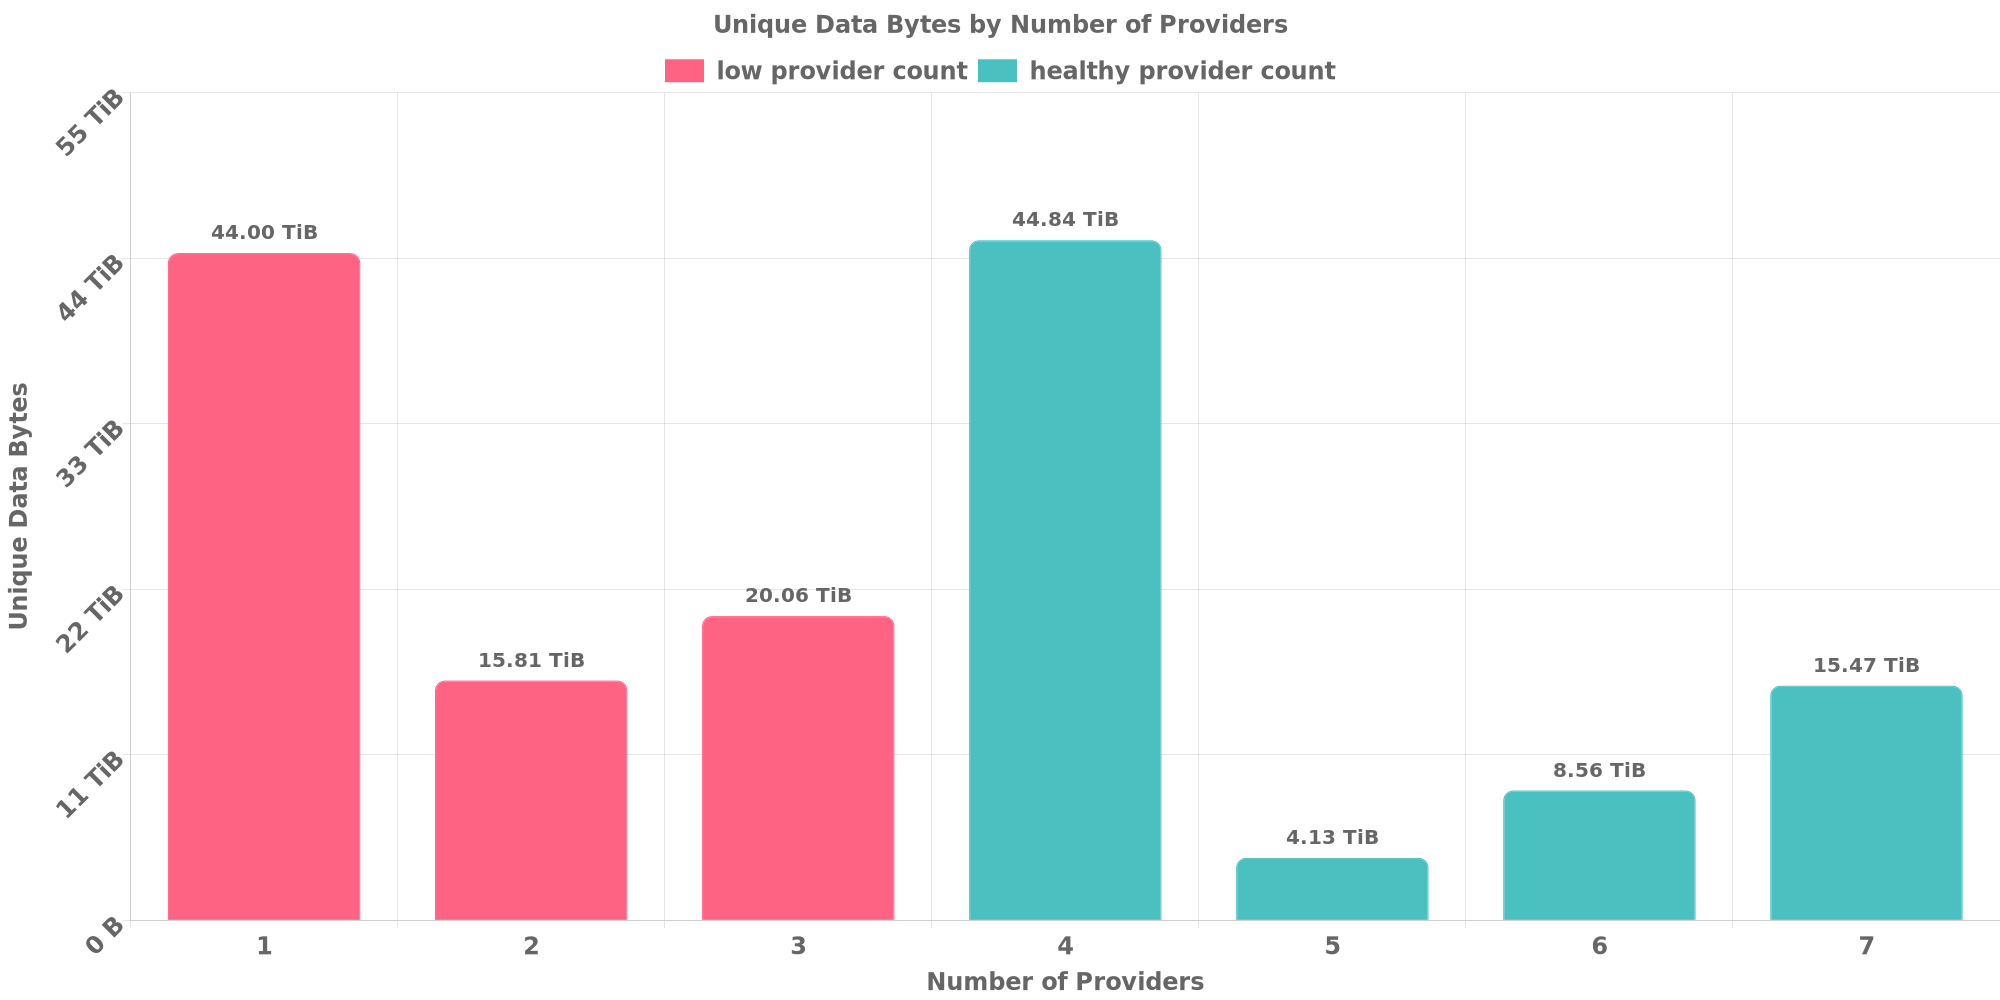 Unique Data Bytes by Number of Providers
low provider count healthy provider count
55 TiB
44 TiB
33 TiB
22 TiB
11 TiB
0 B
Unique Data Bytes
44.00 TiB
15.81 TiB
20.06 TiB
44.84 TiB
4.13 TiB
8.56 TiB
15.47 TiB
1 2 3 4 5 6 7
Number of Providers